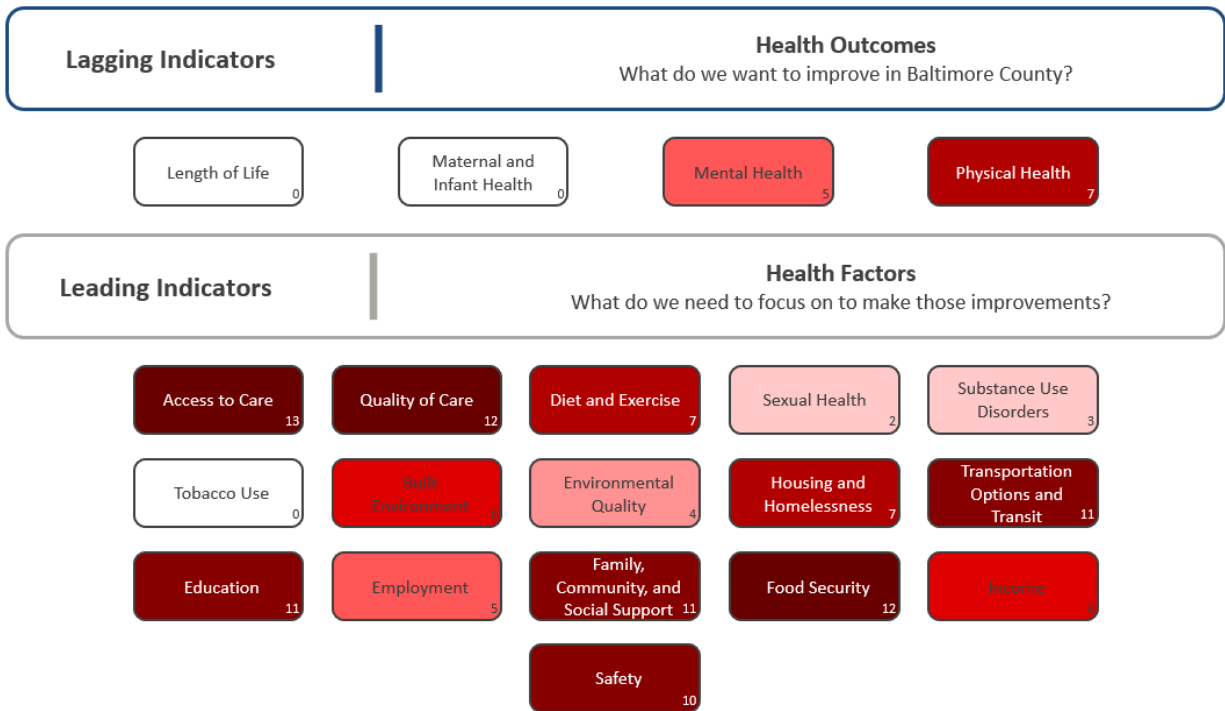 Lagging Indicators
Health Outcomes
What do we want to improve in Baltimore County?
Length of Life
0
Maternal and
Infant Health
0
Mental Health
5
Physical Health
7
Leading Indicators
Health Factors
What do we need to focus on to make those improvements?
Access to Care
13
Quality of Care
12
Diet and Exercise
7
Sexual Health
2
Substance Use
Disorders
3
Tobacco Use
0
Built
Environment
Environmental
Quality
4
Housing and
Homelessness
7
Transportation
Options and
Transit
11
Education
11
Employment
5
Family,
Community, and
Social Support
11
Food Security
12
Income
Safety
10